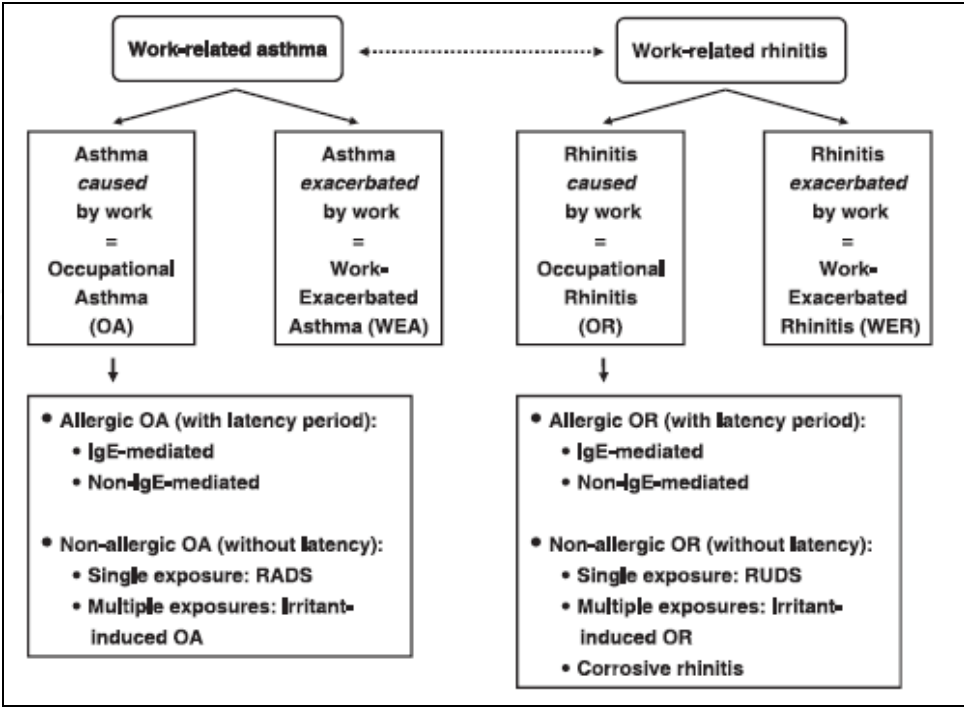 Work-related asthma
Work-related rhinitis
Asthma
caused
by work
=
Occupational
Asthma
(OA)
Asthma
exacerbated
by work
=
Work-
Exacerbated
Asthma (WEA)
Rhinitis
caused
by work
=
Occupational
Rhinitis
(OR)
Rhinitis
exacerbated
by work
=
Work-
Exacerbated
Rhinitis (WER)
• Allergic OA (with latency period):
• IgE-mediated
• Non-IgE-mediated
• Non-allergic OA (without latency):
• Single exposure: RADS
• Multiple exposures: Irritant-
induced OA
• Allergic OR (with latency period):
• IgE-mediated
• Non-IgE-mediated
• Non-allergic OR (without latency):
• Single exposure: RUDS
• Multiple exposures: Irritant-
induced OR
• Corrosive rhinitis